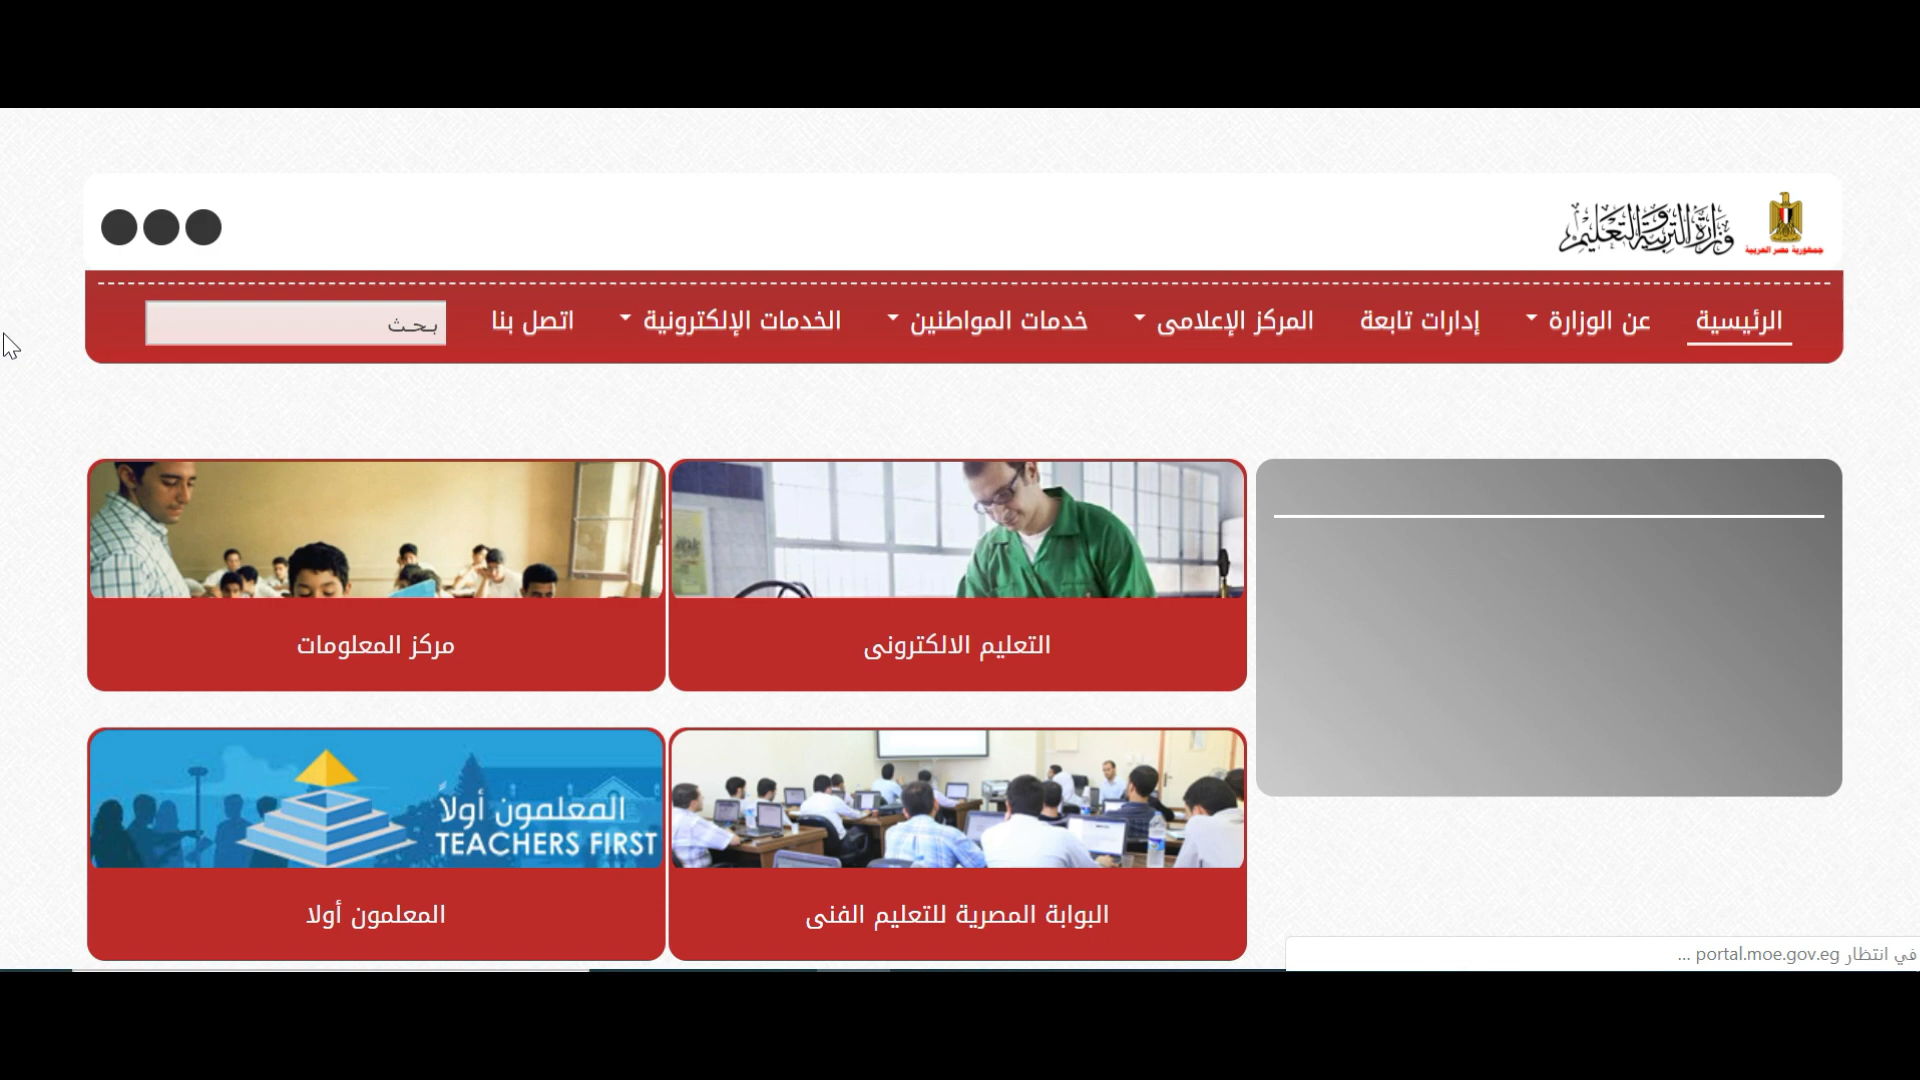 وزارة التربية والتعليم
جمهورية مصر العربية
الرئيسية
عن الوزارة
إدارات تابعة
المركز الإعلامى
خدمات المواطنين
الخدمات الإلكترونية
اتصل بنا
بحث
التعليم الالكترونى
مركز المعلومات
المعلمون أولاً
TEACHERS FIRST
البوابة المصرية للتعليم الفنى
المعلمون أولا
في انتظار portal.moe.gov.eg ...